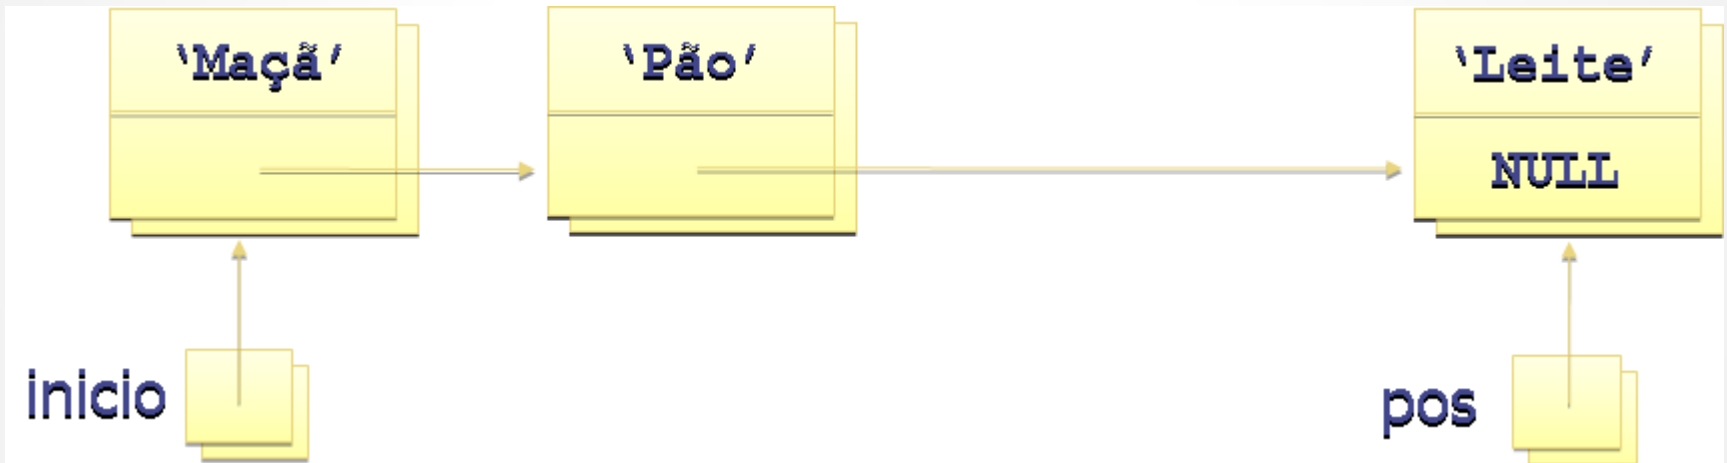 ‘Maçã’
‘Pão’
‘Leite’
NULL
inicio
pos